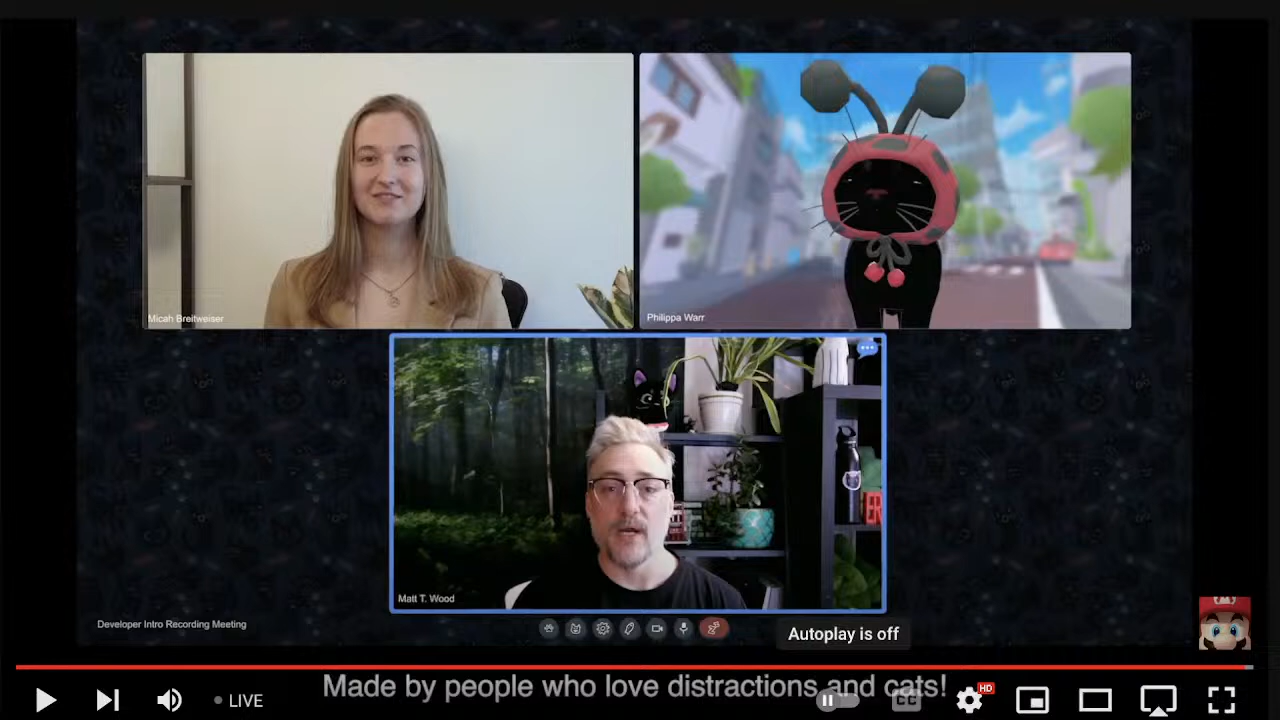 Micah Breitweiser
Philippa Warr
Matt T. Wood
Developer Intro Recording Meeting
Autoplay is off
HD
LIVE
Made by people who love distractions and cats!
CC